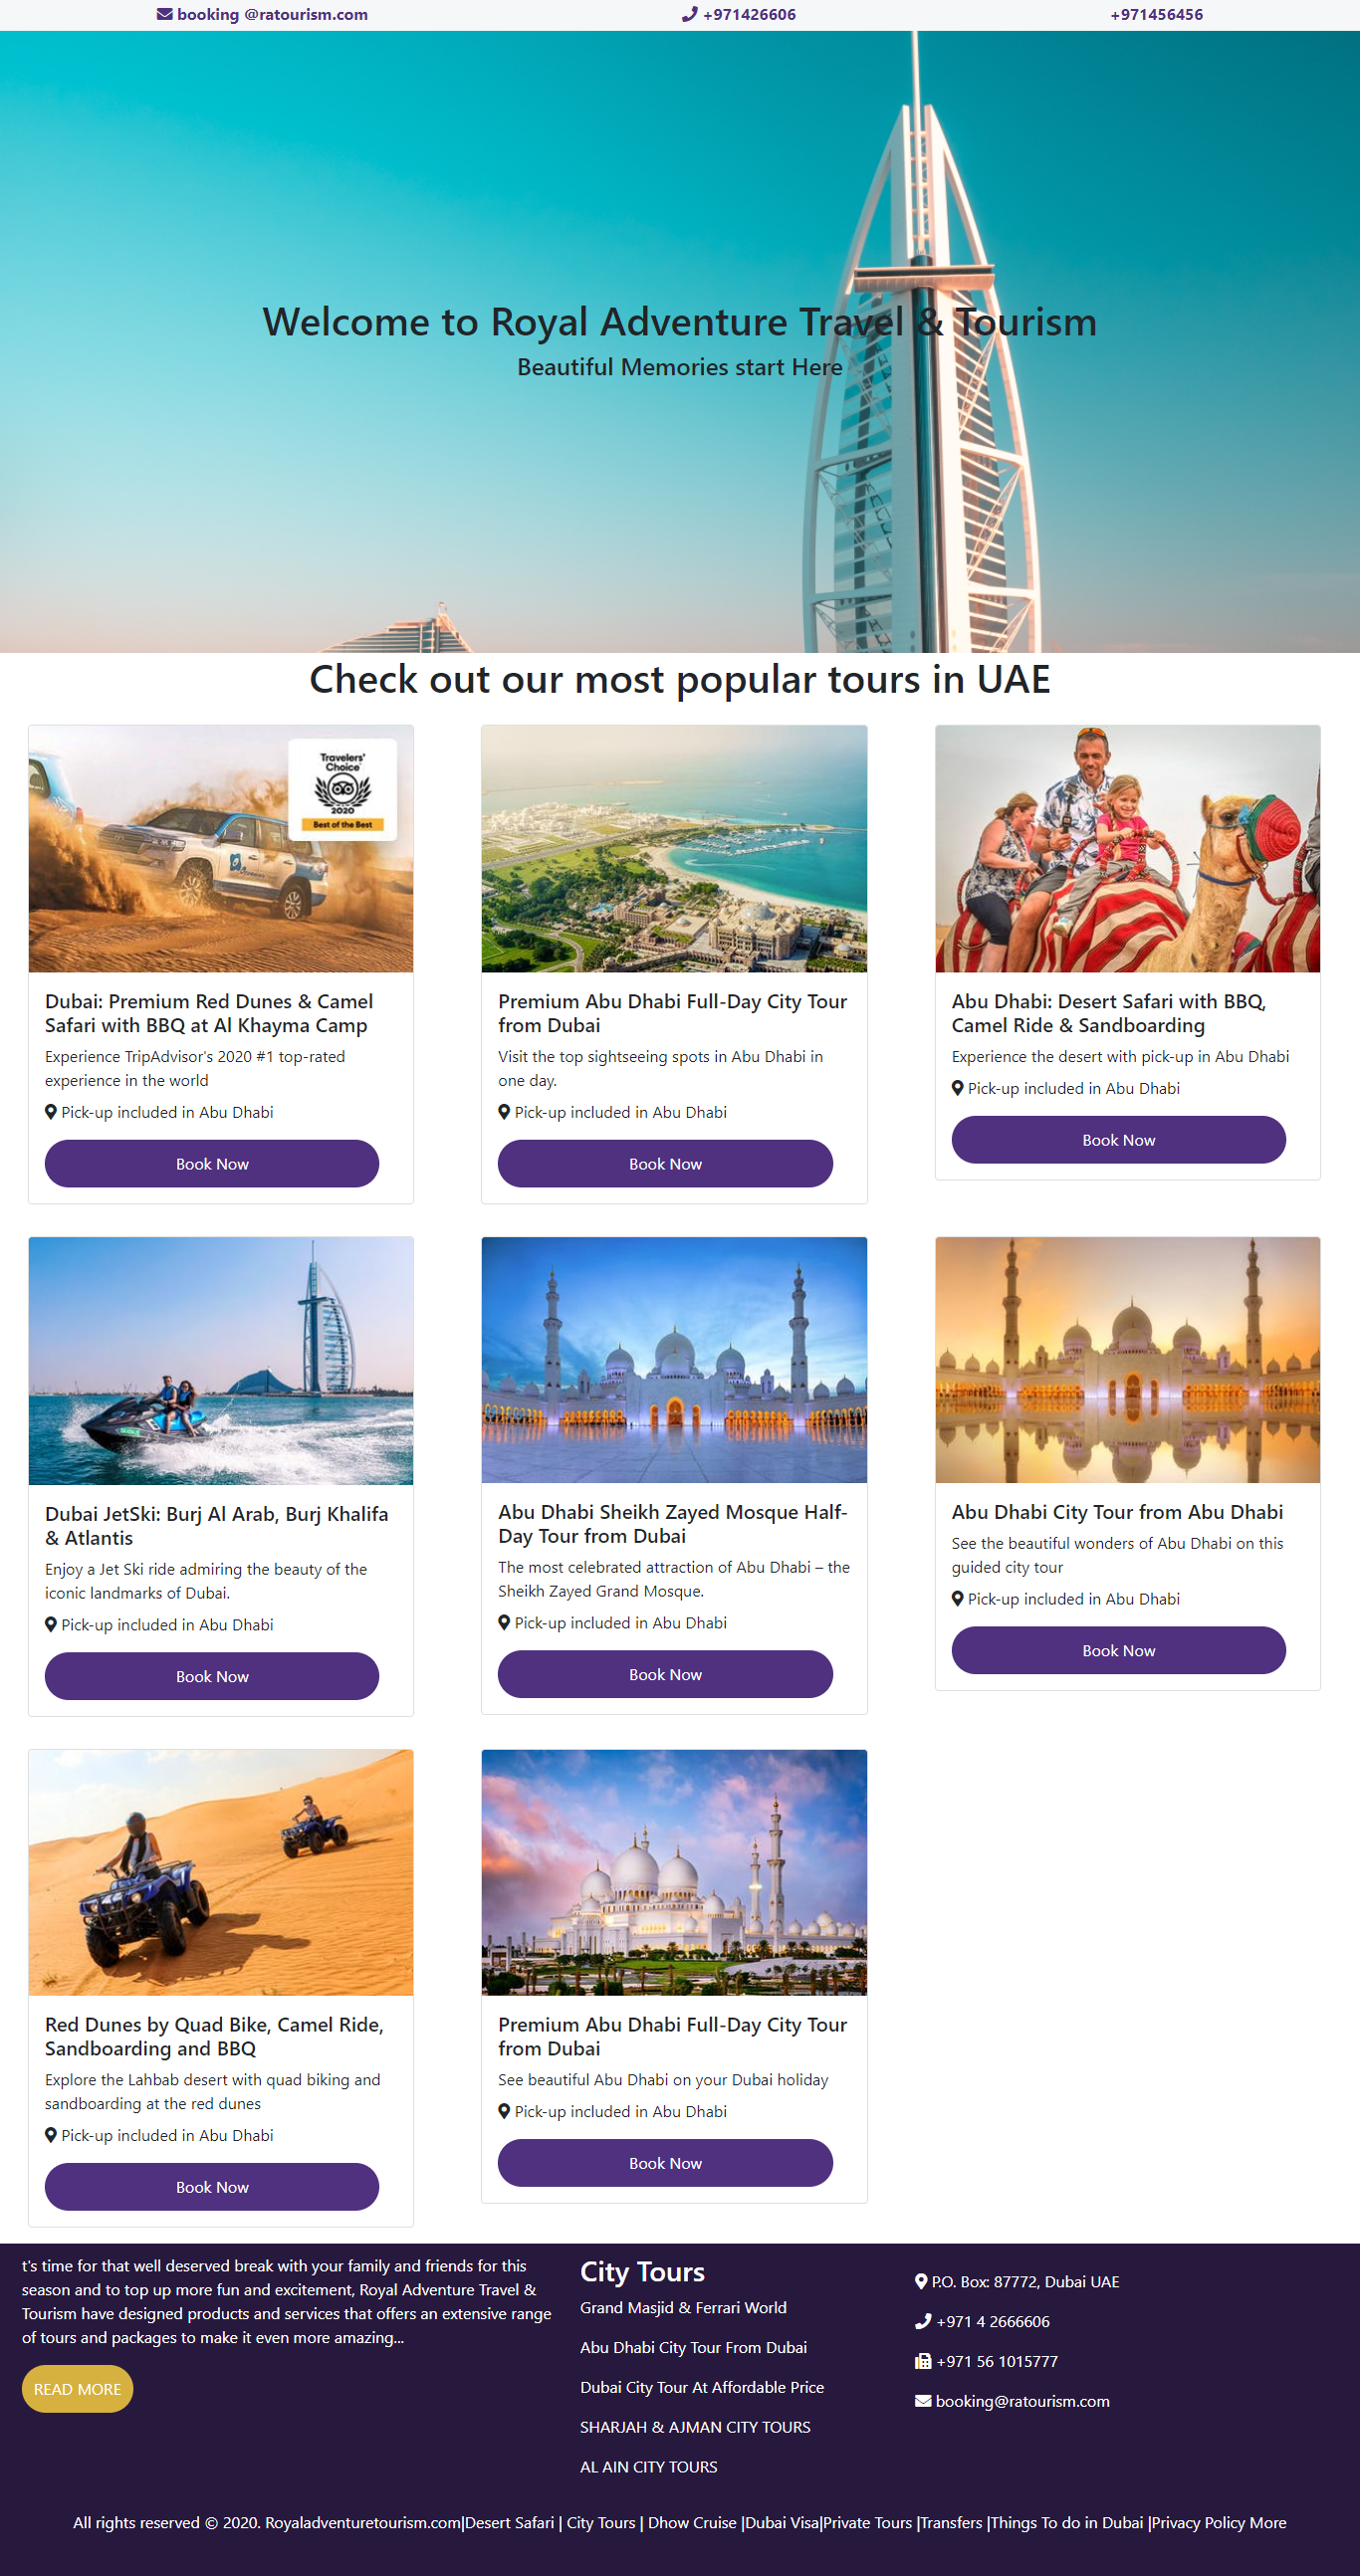 booking @ratourism.com
+971426606
+971456456
Welcome to Royal Adventure Travel & Tourism
Beautiful Memories start Here
Check out our most popular tours in UAE
Travelers'
Choice
2020
Best of the Best
Dubai: Premium Red Dunes & Camel
Safari with BBQ at Al Khayma Camp
Experience TripAdvisor's 2020 #1 top-rated
experience in the world
Pick-up included in Abu Dhabi
Book Now
Premium Abu Dhabi Full-Day City Tour
from Dubai
Visit the top sightseeing spots in Abu Dhabi in
one day.
Pick-up included in Abu Dhabi
Book Now
Abu Dhabi: Desert Safari with BBQ,
Camel Ride & Sandboarding
Experience the desert with pick-up in Abu Dhabi
Pick-up included in Abu Dhabi
Book Now
Dubai JetSki: Burj Al Arab, Burj Khalifa
& Atlantis
Enjoy a Jet Ski ride admiring the beauty of the
iconic landmarks of Dubai.
Pick-up included in Abu Dhabi
Book Now
Abu Dhabi Sheikh Zayed Mosque Half-
Day Tour from Dubai
The most celebrated attraction of Abu Dhabi – the
Sheikh Zayed Grand Mosque.
Pick-up included in Abu Dhabi
Book Now
Abu Dhabi City Tour from Abu Dhabi
See the beautiful wonders of Abu Dhabi on this
guided city tour
Pick-up included in Abu Dhabi
Book Now
Red Dunes by Quad Bike, Camel Ride,
Sandboarding and BBQ
Explore the Lahbab desert with quad biking and
sandboarding at the red dunes
Pick-up included in Abu Dhabi
Book Now
Premium Abu Dhabi Full-Day City Tour
from Dubai
See beautiful Abu Dhabi on your Dubai holiday
Pick-up included in Abu Dhabi
Book Now
t's time for that well deserved break with your family and friends for this
season and to top up more fun and excitement, Royal Adventure Travel &
Tourism have designed products and services that offers an extensive range
of tours and packages to make it even more amazing...
READ MORE
City Tours
Grand Masjid & Ferrari World
Abu Dhabi City Tour From Dubai
Dubai City Tour At Affordable Price
SHARJAH & AJMAN CITY TOURS
AL AIN CITY TOURS
P.O. Box: 87772, Dubai UAE
+971 4 2666606
+971 56 1015777
booking@ratourism.com
All rights reserved © 2020. Royaladventuretourism.com|Desert Safari | City Tours | Dhow Cruise |Dubai Visa|Private Tours |Transfers |Things To do in Dubai |Privacy Policy More